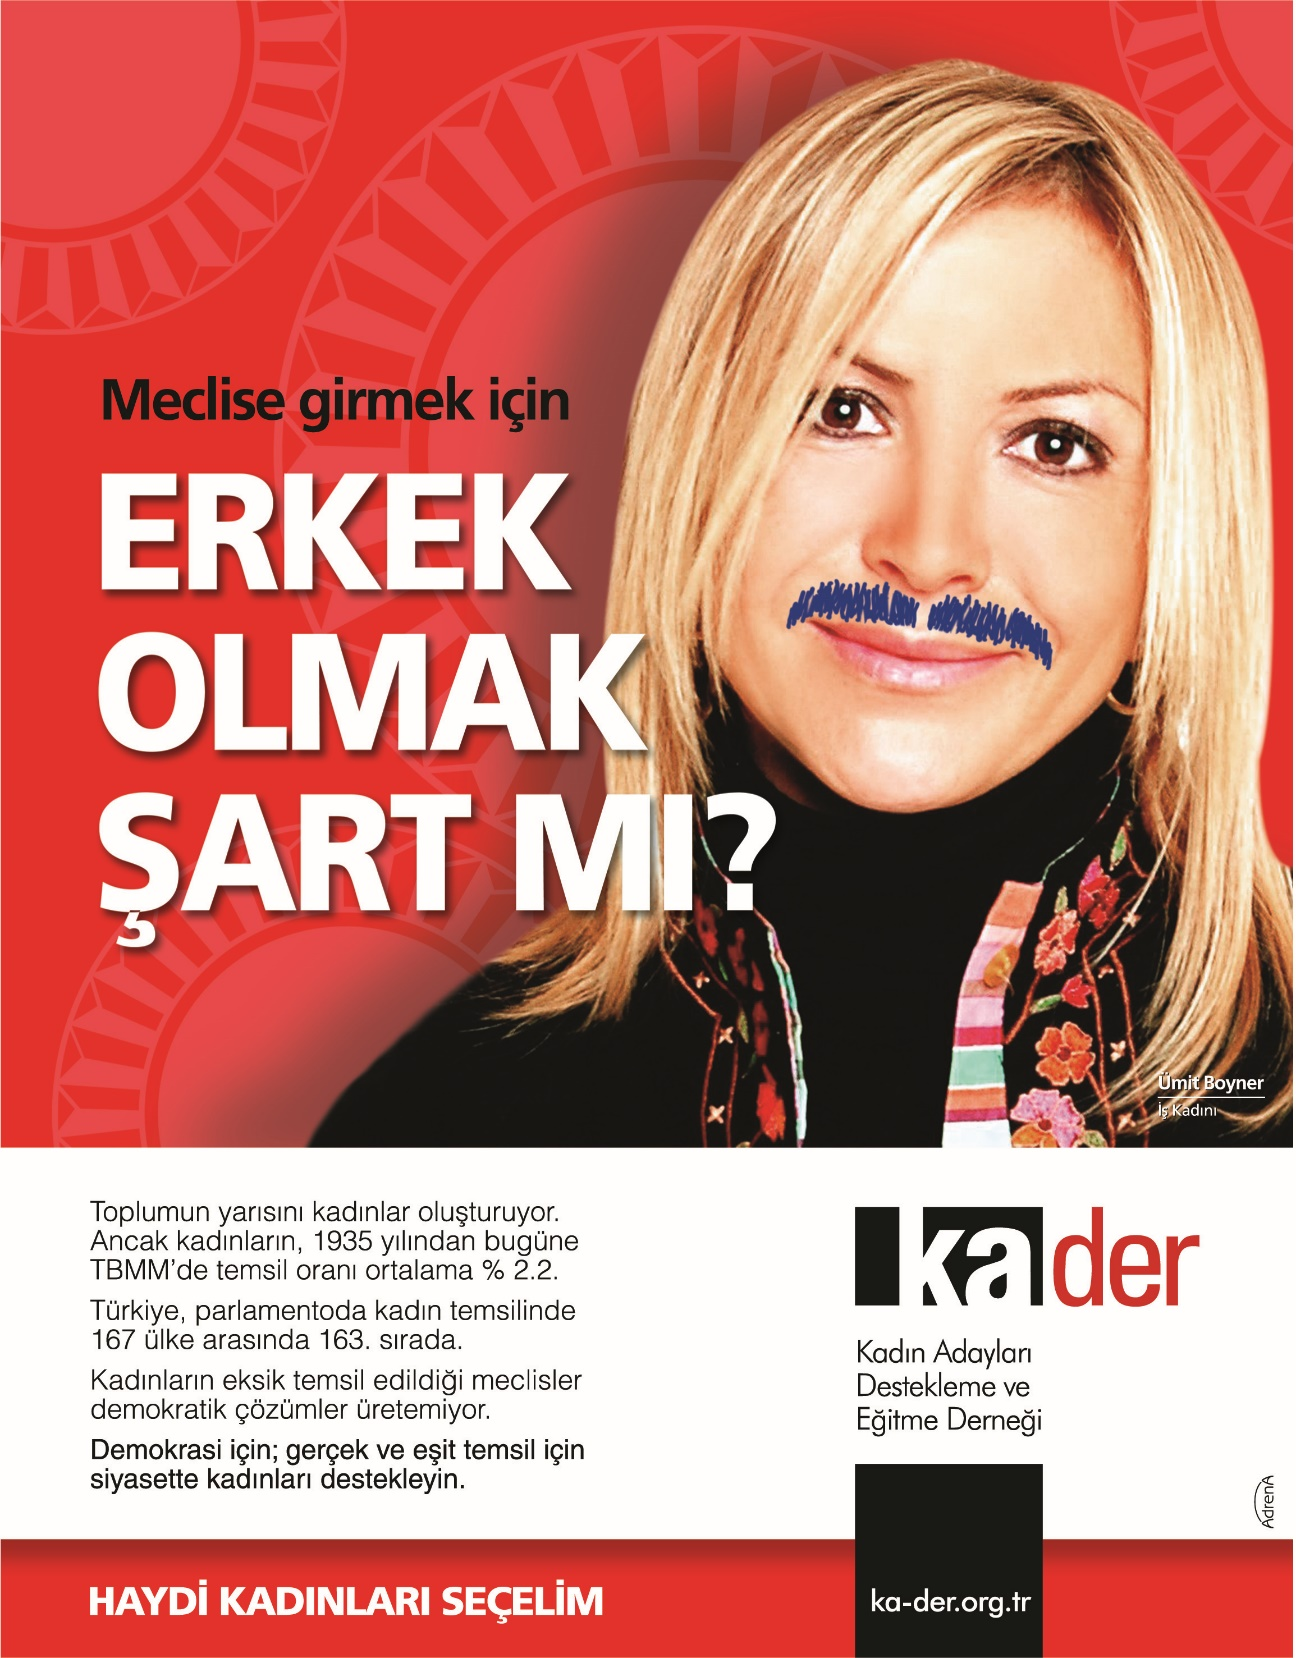 Meclise girmek için
ERKEK
OLMAK
ŞART MI?
Ümit Boyner
İş Kadını
Toplumun yarısını kadınlar oluşturuyor.
Ancak kadınların, 1935 yılından bugüne
TBMM'de temsil oranı ortalama % 2.2.
Türkiye, parlamentoda kadın temsilinde
167 ülke arasında 163. sırada.
Kadınların eksik temsil edildiği meclisler
demokratik çözümler üretemiyor.
Demokrasi için; gerçek ve eşit temsil için
siyasette kadınları destekleyin.
kader
Kadın Adayları
Destekleme ve
Eğitme Derneği
AdrenA
HAYDİ KADINLARI SEÇELİM
ka-der.org.tr